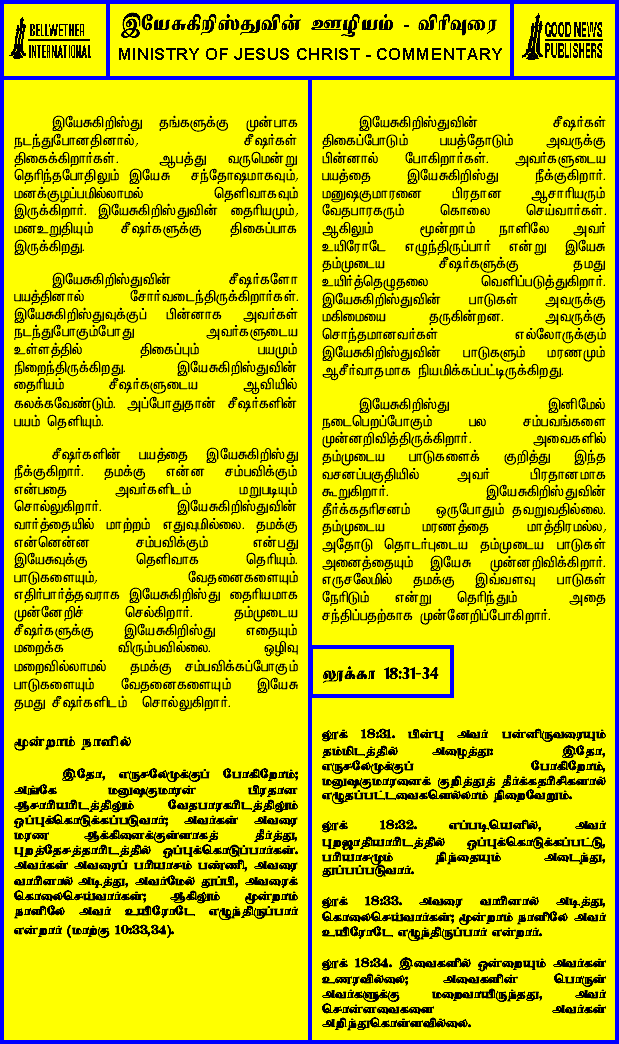 BELLWETHER
INTERNATIONAL
இயேசுகிறிஸ்துவின் ஊழியம் - விரிவுரை
MINISTRY OF JESUS CHRIST - COMMENTARY
GOOD NEWS
PUBLISHERS
இயேசுகிறிஸ்து தங்களுக்கு முன்பாக
நடந்துபோனதினால், சீஷர்கள்
திகைக்கிறார்கள். ஆபத்து வருமென்று
தெரிந்தபோதிலும் இயேசு சந்தோஷமாகவும்,
மனக்குழப்பமில்லாமல் தெளிவாகவும்
இருக்கிறார். இயேசுகிறிஸ்துவின் தைரியமும்,
மனஉறுதியும் சீஷர்களுக்கு திகைப்பாக
இருக்கிறது.
இயேசுகிறிஸ்துவின் சீஷர்களோ
பயத்தினால் சோர்வடைந்திருக்கிறார்கள்.
இயேசுகிறிஸ்துவுக்குப் பின்னாக அவர்கள்
நடந்துபோகும்போது அவர்களுடைய
உள்ளத்தில் திகைப்பும் பயமும்
நிறைந்திருக்கிறது. இயேசுகிறிஸ்துவின்
தைரியம் சீஷர்களுடைய ஆவியில்
கலக்கவேண்டும். அப்போதுதான் சீஷர்களின்
பயம் தெளியும்.
சீஷர்களின் பயத்தை இயேசுகிறிஸ்து
நீக்குகிறார். தமக்கு என்ன சம்பவிக்கும்
என்பதை அவர்களிடம் மறுபடியும்
சொல்லுகிறார். இயேசுகிறிஸ்துவின்
வார்த்தையில் மாற்றம் எதுவுமில்லை. தமக்கு
என்னென்ன சம்பவிக்கும் என்பது
இயேசுவுக்கு தெளிவாக தெரியும்.
பாடுகளையும், வேதனைகளையும்
எதிர்பார்த்தவராக இயேசுகிறிஸ்து தைரியமாக
முன்னேறிச் செல்கிறார். தம்முடைய
சீஷர்களுக்கு இயேசுகிறிஸ்து எதையும்
மறைக்க விரும்பவில்லை. ஒழிவு
மறைவில்லாமல் தமக்கு சம்பவிக்கப்போகும்
பாடுகளையும் வேதனைகளையும் இயேசு
தமது சீஷர்களிடம் சொல்லுகிறார்.
மூன்றாம் நாளில்
இதோ, எருசலேமுக்குப் போகிறோம்;
அங்கே மனுஷகுமாரன் பிரதான
ஆசாரியரிடத்திலும் வேதபாரகரிடத்திலும்
ஒப்புக்கொடுக்கப்படுவார்; அவர்கள் அவரை
மரண ஆக்கினைக்குள்ளாகத் தீர்த்து,
புறத்தேசத்தாரிடத்தில் ஒப்புக்கொடுப்பார்கள்.
அவர்கள் அவரைப் பரியாசம் பண்ணி, அவரை
வாரினால் அடித்து, அவர்மேல் துப்பி, அவரைக்
கொலைசெய்வார்கள்; ஆகிலும் மூன்றாம்
நாளிலே அவர் உயிரோடே எழுந்திருப்பார்
என்றார் (மாற்கு 10:33,34).
இயேசுகிறிஸ்துவின் சீஷர்கள்
திகைப்போடும் பயத்தோடும் அவருக்கு
பின்னால் போகிறார்கள். அவர்களுடைய
பயத்தை இயேசுகிறிஸ்து நீக்குகிறார்.
மனுஷகுமாரனை பிரதான ஆசாரியரும்
வேதபாரகரும் கொலை செய்வார்கள்.
ஆகிலும் மூன்றாம் நாளிலே அவர்
உயிரோடே எழுந்திருப்பார் என்று இயேசு
தம்முடைய சீஷர்களுக்கு தமது
உயிர்த்தெழுதலை வெளிப்படுத்துகிறார்.
இயேசுகிறிஸ்துவின் பாடுகள் அவருக்கு
மகிமையை தருகின்றன. அவருக்கு
சொந்தமானவர்கள் எல்லோருக்கும்
இயேசுகிறிஸ்துவின் பாடுகளும் மரணமும்
ஆசீர்வாதமாக நியமிக்கப்பட்டிருக்கிறது.
இயேசுகிறிஸ்து இனிமேல்
நடைபெறப்போகும் பல சம்பவங்களை
முன்னறிவித்திருக்கிறார். அவைகளில்
தம்முடைய பாடுகளைக் குறித்து இந்த
வசனப்பகுதியில் அவர் பிரதானமாக
கூறுகிறார். இயேசுகிறிஸ்துவின்
தீர்க்கதரிசனம் ஒருபோதும் தவறுவதில்லை.
தம்முடைய மரணத்தை மாத்திரமல்ல,
அதோடு தொடர்புடைய தம்முடைய பாடுகள்
அனைத்தையும் இயேசு முன்னறிவிக்கிறார்.
எருசலேமில் தமக்கு இவ்வளவு பாடுகள்
நேரிடும் என்று தெரிந்தும் அதை
சந்திப்பதற்காக முன்னேறிப்போகிறார்.
லூக்கா 18:31-34
லூக் 18:31. பின்பு அவர் பன்னிருவரையும்
தம்மிடத்தில் அழைத்து: இதோ,
எருசலேமுக்குப் போகிறோம்,
மனுஷகுமாரனைக் குறித்துத் தீர்க்கதரிசிகளால்
எழுதப்பட்டவைகளெல்லாம் நிறைவேறும்.
லூக் 18:32. எப்படியெனில், அவர்
புறஜாதியாரிடத்தில் ஒப்புக்கொடுக்கப்பட்டு,
பரியாசமும் நிந்தையும் அடைந்து,
துப்பப்படுவார்.
லூக் 18:33. அவரை வாரினால் அடித்து,
கொலைசெய்வார்கள்; மூன்றாம் நாளிலே அவர்
உயிரோடே எழுந்திருப்பார் என்றார்.
லூக் 18:34. இவைகளில் ஒன்றையும் அவர்கள்
உணரவில்லை; அவைகளின் பொருள்
அவர்களுக்கு மறைவாயிருந்தது, அவர்
சொன்னவைகளை அவர்கள்
அறிந்துகொள்ளவில்லை.